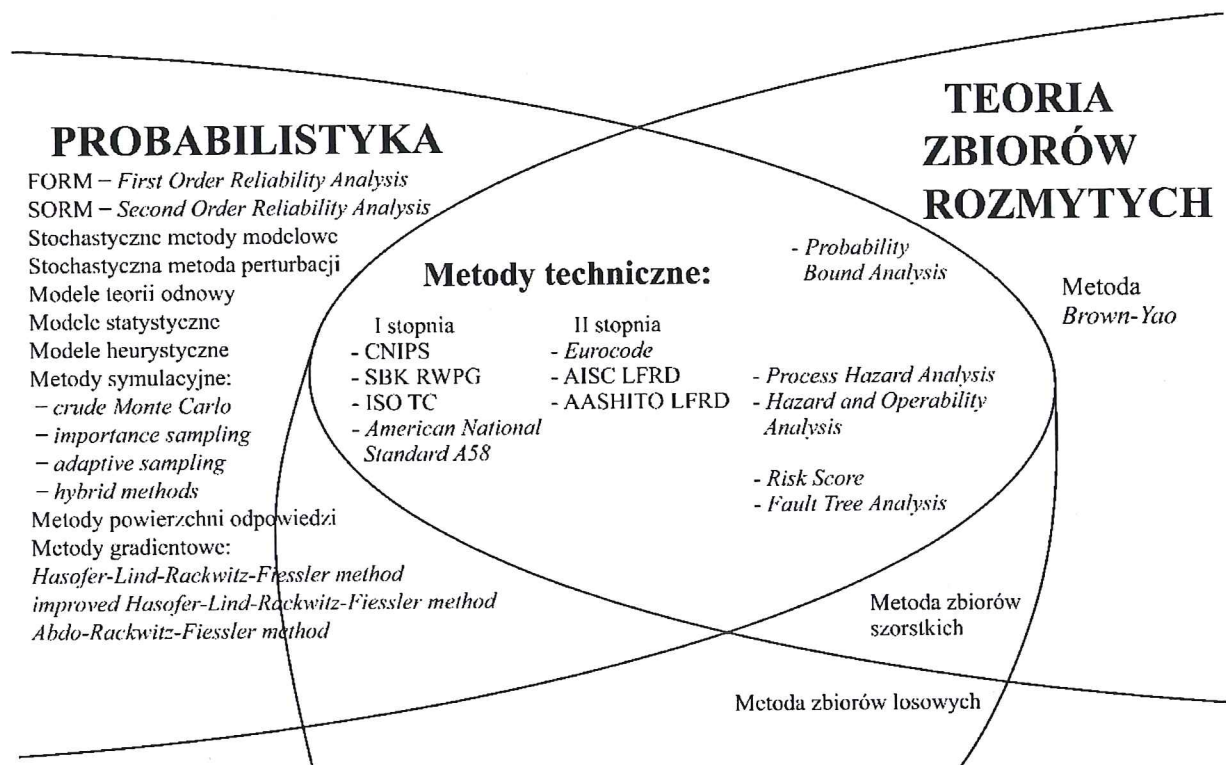 PROBABILISTYKA
FORM – First Order Reliability Analysis
SORM – Second Order Reliability Analysis
Stochastyczne metody modelowe
Stochastyczna metoda perturbacji
Modele teorii odnowy
Modele statystyczne
Modele heurystyczne
Metody symulacyjne:
– crude Monte Carlo
– importance sampling
– adaptive sampling
– hybrid methods
Metody powierzchni odpowiedzi
Metody gradientowe:
Hasofer-Lind-Rackwitz-Fiessler method
improved Hasofer-Lind-Rackwitz-Fiessler method
Abdo-Rackwitz-Fiessler method
Metody techniczne:
I stopnia
- CNIPS
- SBK RWPG
- ISO TC
- American National
Standard A58
II stopnia
- Eurocode
- AISC LFRD
- AASHITO LFRD
- Probability
Bound Analysis
- Process Hazard Analysis
- Hazard and Operability
Analysis
- Risk Score
- Fault Tree Analysis
TEORIA
ZBIORÓW
ROZMYTYCH
Metoda
Brown-Yao
Metoda zbiorów
szorstkich
Metoda zbiorów losowych